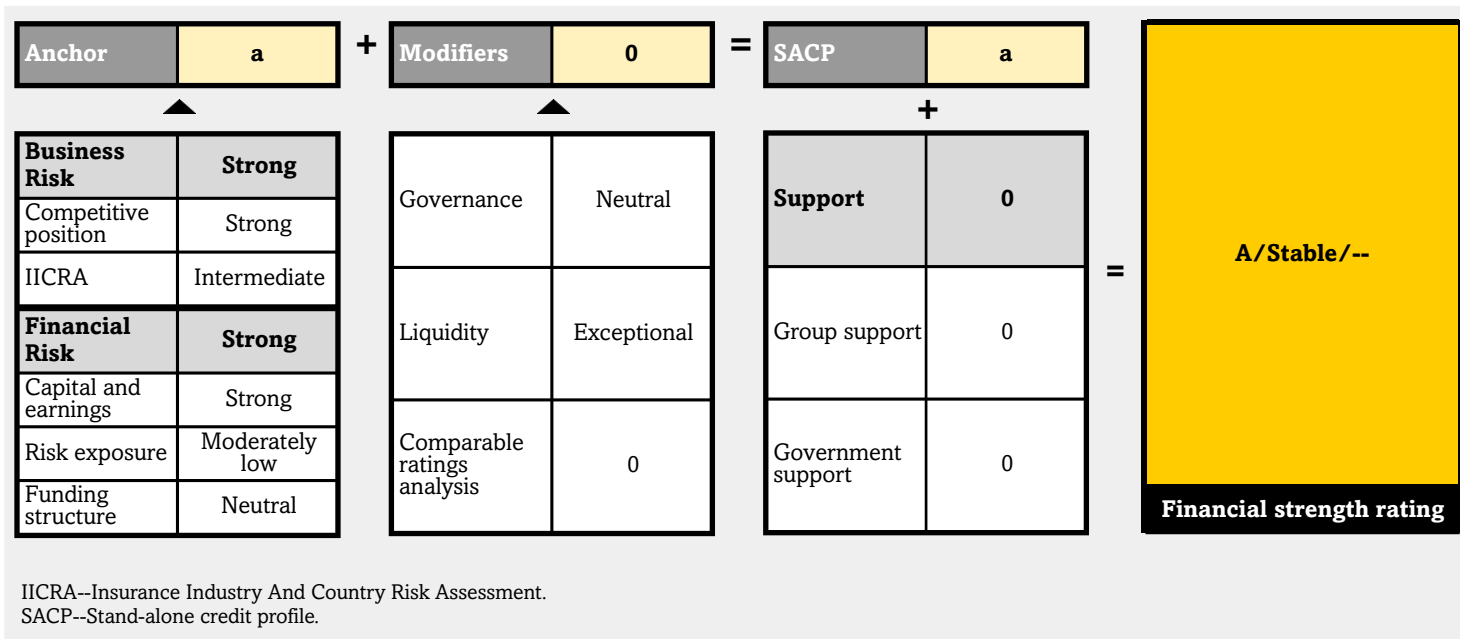 Anchor
a
+
Modifiers
0
=
SACP
a
Business
Risk
Strong
Competitive
position
Strong
IICRA
Intermediate
Financial
Risk
Strong
Capital and
earnings
Strong
Risk exposure
Moderately
low
Funding
structure
Neutral
Governance
Neutral
Liquidity
Exceptional
Comparable
ratings
analysis
0
+
Support
0
Group support
0
Government
support
0
=
A/Stable/--
Financial strength rating
IICRA--Insurance Industry And Country Risk Assessment.
SACP--Stand-alone credit profile.